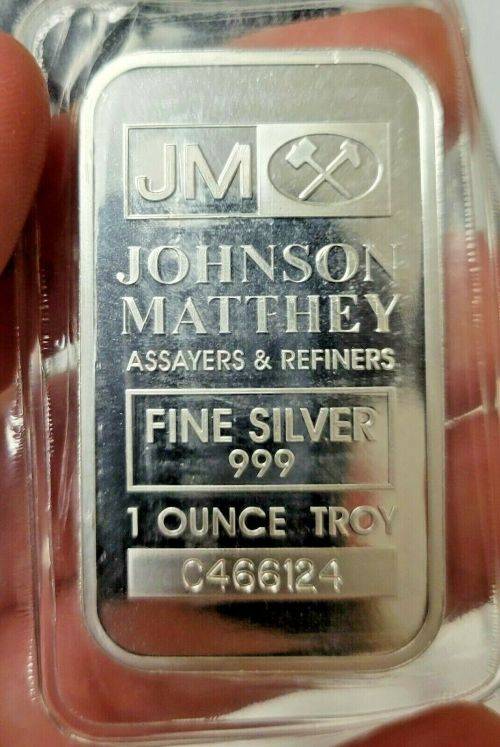 JM
JOHNSON
MATTHEY
ASSAYERS & REFINERS
FINE SILVER
999
1 OUNCE TROY
C466124